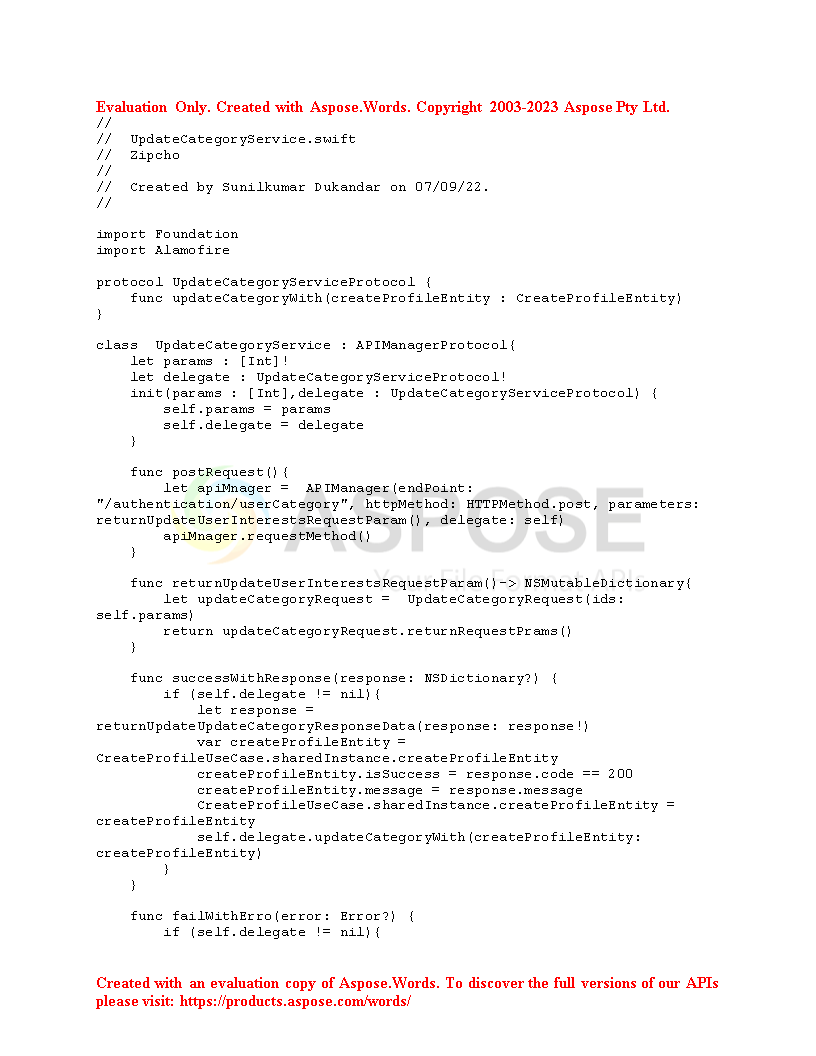 Evaluation Only. Created with Aspose.Words. Copyright 2003-2023 Aspose Pty Ltd.
//
//  UpdateCategoryService.swift
//  Zipcho
//
//  Created by Sunilkumar Dukandar on 07/09/22.
//

import Foundation
import Alamofire

protocol UpdateCategoryServiceProtocol {
    func updateCategoryWith(createProfileEntity : CreateProfileEntity)
}

class  UpdateCategoryService : APIManagerProtocol{
    let params : [Int]!
    let delegate : UpdateCategoryServiceProtocol!
    init(params : [Int],delegate : UpdateCategoryServiceProtocol) {
        self.params = params
        self.delegate = delegate
    }

    func postRequest(){
        let apiMnager =  APIManager(endPoint:
"/authentication/userCategory", httpMethod: HTTPMethod.post, parameters:
returnUpdateUserInterestsRequestParam(), delegate: self)
        apiMnager.requestMethod()
    }

    func returnUpdateUserInterestsRequestParam()-> NSMutableDictionary{
        let updateCategoryRequest =  UpdateCategoryRequest(ids:
self.params)
        return updateCategoryRequest.returnRequestPrams()
    }

    func successWithResponse(response: NSDictionary?) {
        if (self.delegate != nil){
            let response =
returnUpdateUpdateCategoryResponseData(response: response!)
            var createProfileEntity =
CreateProfileUseCase.sharedInstance.createProfileEntity
            createProfileEntity.isSuccess = response.code == 200
            createProfileEntity.message = response.message
            CreateProfileUseCase.sharedInstance.createProfileEntity =
createProfileEntity
            self.delegate.updateCategoryWith(createProfileEntity:
createProfileEntity)
        }
    }

    func failWithErro(error: Error?) {
        if (self.delegate != nil){
ASPOSE
Your File Format APIs
Created with an evaluation copy of Aspose.Words. To discover the full versions of our APIs
please visit: https://products.aspose.com/words/